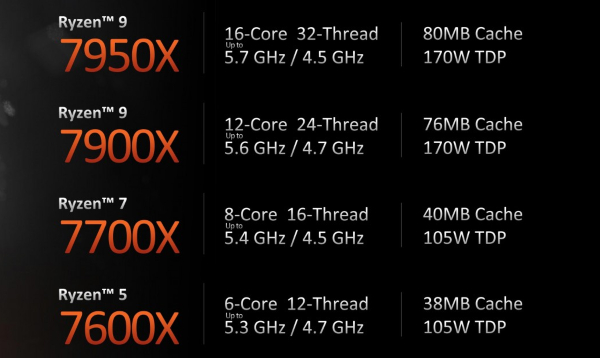 Ryzen™ 9
7950X
16-Core 32-Thread
Up to
5.7 GHz / 4.5 GHz
80MB Cache
170W TDP
Ryzen™ 9
7900X
12-Core 24-Thread
Up to
5.6 GHz / 4.7 GHz
76MB Cache
170W TDP
Ryzen™ 7
7700X
8-Core 16-Thread
Up to
5.4 GHz / 4.5 GHz
40MB Cache
105W TDP
Ryzen™ 5
7600X
6-Core 12-Thread
Up to
5.3 GHz / 4.7 GHz
38MB Cache
105W TDP